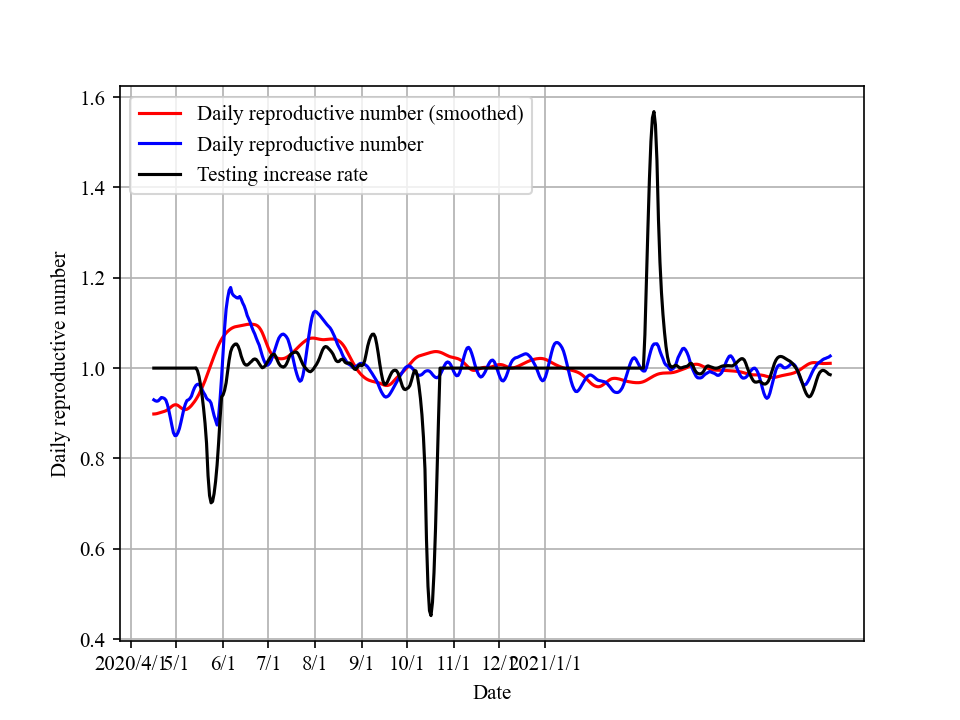 Daily reproductive number (smoothed)
Daily reproductive number
Testing increase rate
Daily reproductive number
1.6
1.4
1.2
1.0
0.8
0.6
0.4
2020/4/1 5/1 6/1 7/1 8/1 9/1 10/1 11/1 12/1 2021/1/1
Date